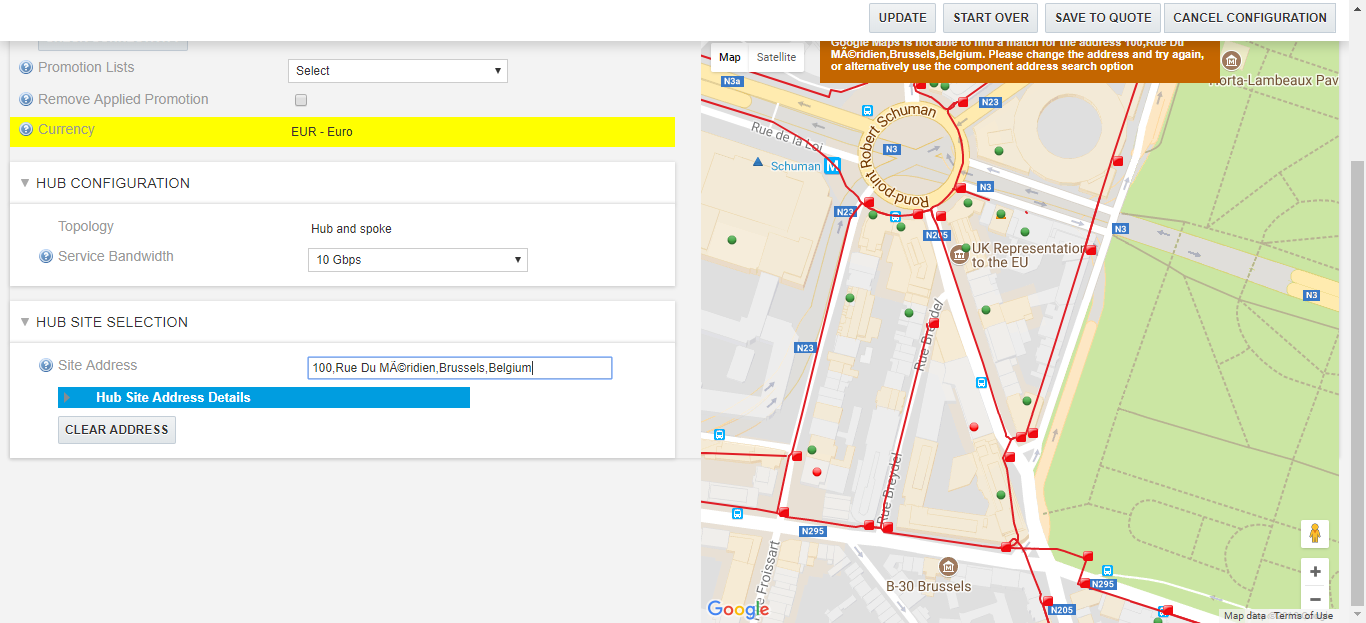 UPDATE
START OVER
SAVE TO QUOTE
CANCEL CONFIGURATION
Promotion Lists
Select
Remove Applied Promotion
Currency
EUR - Euro
HUB CONFIGURATION
Topology
Hub and spoke
Service Bandwidth
10 Gbps
HUB SITE SELECTION
Site Address
100,Rue Du MÃ©ridien,Brussels,Belgium
Hub Site Address Details
CLEAR ADDRESS
Map
Satellite
Google Maps is not able to find a match for the address 100,Rue Du
MÃ©ridien,Brussels,Belgium. Please change the address and try again,
or alternatively use the component address search option
Horta-Lambeaux Pav
N3a
N23
Rue de la Loi
Rond-point Robert Schuman
N3
Schuman
M
N3
N23
N205
N3
UK Representation
to the EU
N3
Rue Breydel
N23
Rue Breydel
N295
Froissart
B-30 Brussels
N295
N205
Google
Map data
Terms of Use